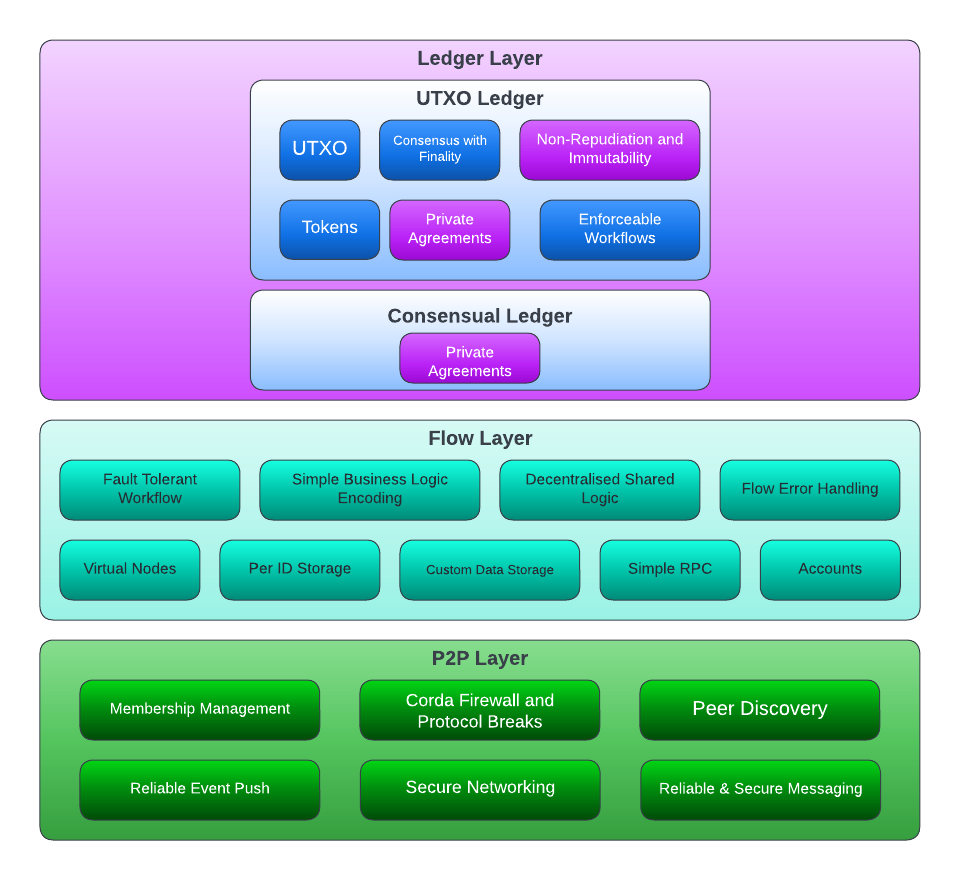 Ledger Layer
UTXO Ledger
UTXO
Consensus with
Finality
Non-Repudiation and
Immutability
Tokens
Private
Agreements
Enforceable
Workflows
Consensual Ledger
Private
Agreements
Flow Layer
Fault Tolerant
Workflow
Simple Business Logic
Encoding
Decentralised Shared
Logic
Flow Error Handling
Virtual Nodes
Per ID Storage
Custom Data Storage
Simple RPC
Accounts
P2P Layer
Membership Management
Corda Firewall and
Protocol Breaks
Peer Discovery
Reliable Event Push
Secure Networking
Reliable & Secure Messaging